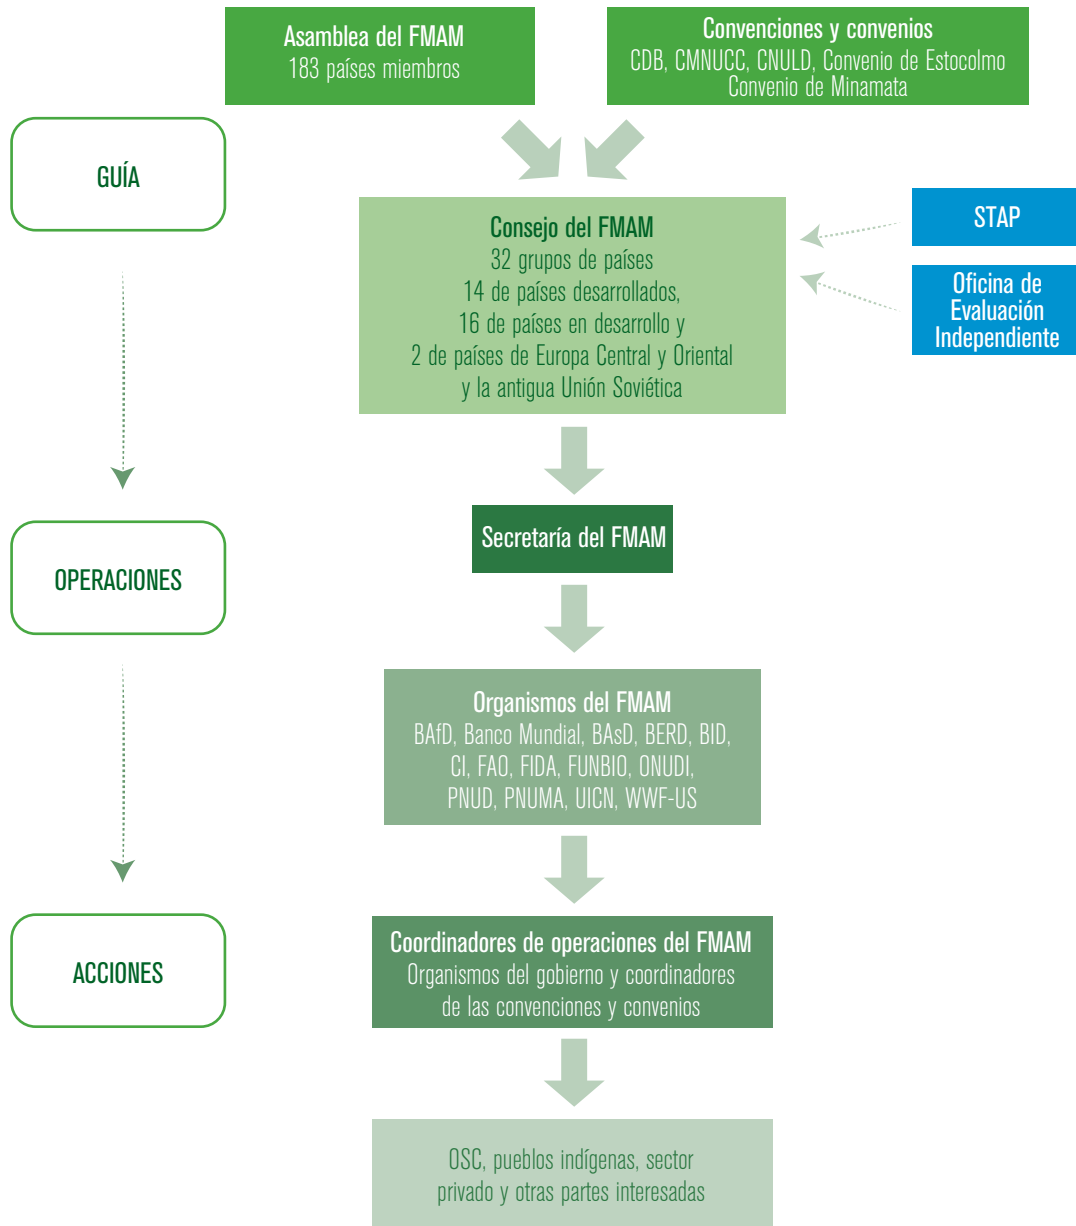 Asamblea del FMAM
183 países miembros
Convenciones y convenios
CDB, CMNUCC, CNULD, Convenio de Estocolmo
Convenio de Minamata
GUÍA
Consejo del FMAM
32 grupos de países
14 de países desarrollados,
16 de países en desarrollo y
2 de países de Europa Central y Oriental
y la antigua Unión Soviética
STAP
Oficina de
Evaluación
Independiente
OPERACIONES
Secretaría del FMAM
Organismos del FMAM
BAfD, Banco Mundial, BAsD, BERD, BID,
CI, FAO, FIDA, FUNBIO, ONUDI,
PNUD, PNUMA, UICN, WWF-US
ACCIONES
Coordinadores de operaciones del FMAM
Organismos del gobierno y coordinadores
de las convenciones y convenios
OSC, pueblos indígenas, sector
privado y otras partes interesadas